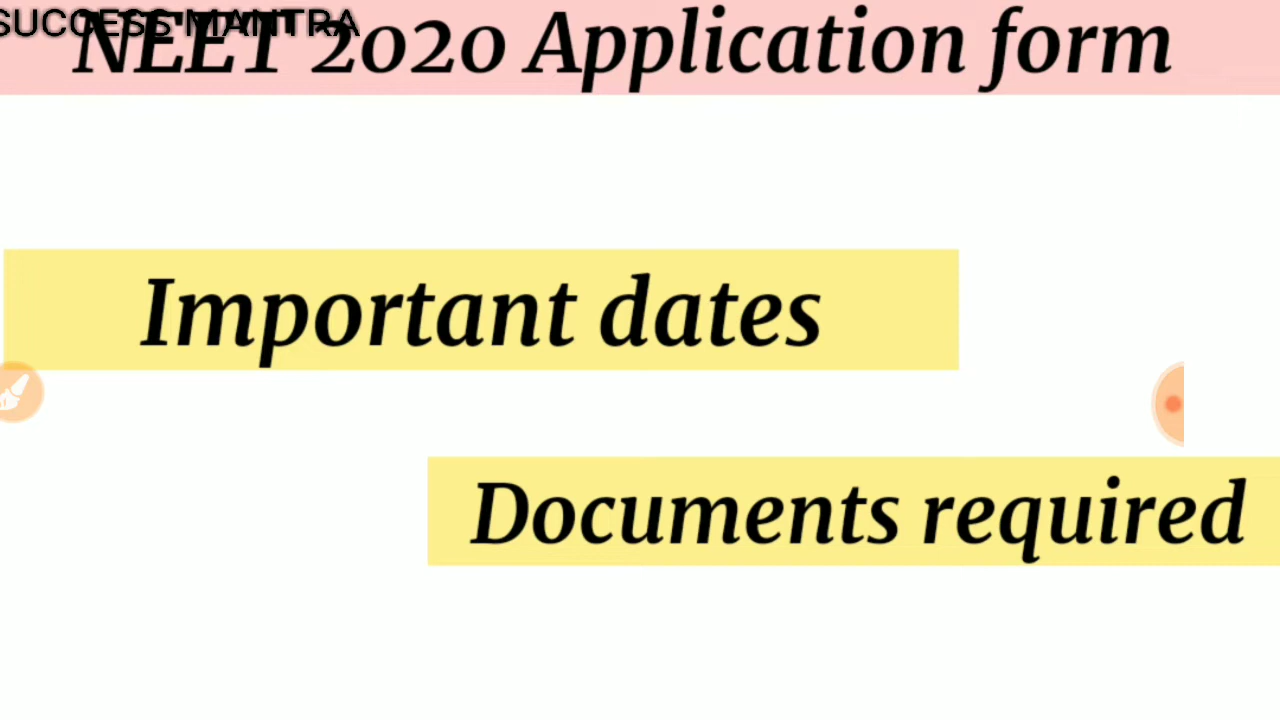 SUCCESS MANTRA
NEET 2020 Application form
Important dates
Documents required